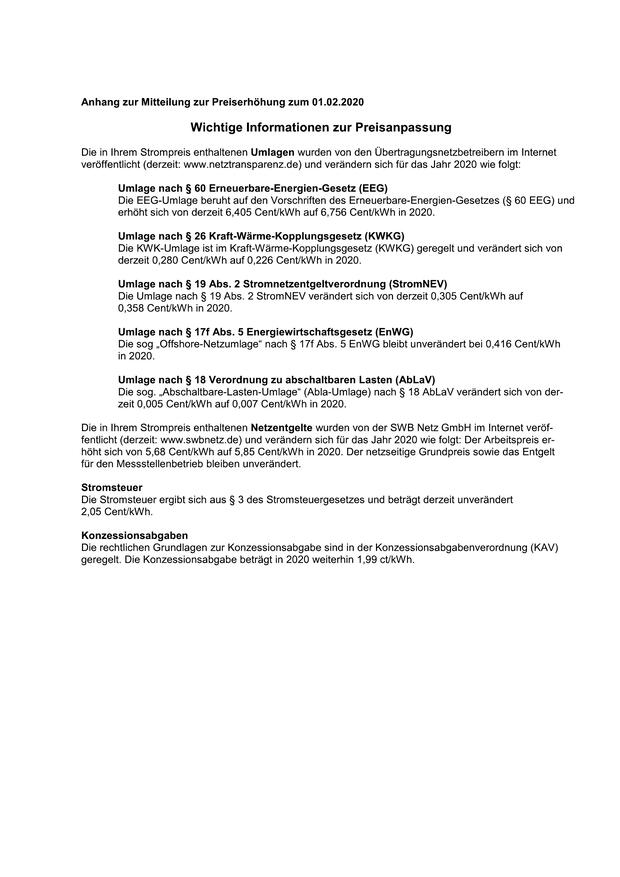 Anhang zur Mitteilung zur Preiserhöhung zum 01.02.2020
Wichtige Informationen zur Preisanpassung
Die in Ihrem Strompreis enthaltenen Umlagen wurden von den Übertragungsnetzbetreibern im Internet
veröffentlicht (derzeit: www.netztransparenz.de) und verändern sich für das Jahr 2020 wie folgt:
Umlage nach § 60 Erneuerbare-Energien-Gesetz (EEG)
Die EEG-Umlage beruht auf den Vorschriften des Erneuerbare-Energien-Gesetzes (§ 60 EEG) und
erhöht sich von derzeit 6,405 Cent/kWh auf 6,756 Cent/kWh in 2020.
Umlage nach § 26 Kraft-Wärme-Kopplungsgesetz (KWKG)
Die KWK-Umlage ist im Kraft-Wärme-Kopplungsgesetz (KWKG) geregelt und verändert sich von
derzeit 0,280 Cent/kWh auf 0,226 Cent/kWh in 2020.
Umlage nach § 19 Abs. 2 Stromnetzentgeltverordnung (StromNEV)
Die Umlage nach § 19 Abs. 2 StromNEV verändert sich von derzeit 0,305 Cent/kWh auf
0,358 Cent/kWh in 2020.
Umlage nach § 17f Abs. 5 Energiewirtschaftsgesetz (EnWG)
Die sog „Offshore-Netzumlage“ nach § 17f Abs. 5 EnWG bleibt unverändert bei 0,416 Cent/kWh
in 2020.
Umlage nach § 18 Verordnung zu abschaltbaren Lasten (AbLaV)
Die sog. „Abschaltbare-Lasten-Umlage“ (Abla-Umlage) nach § 18 AbLaV verändert sich von der-
zeit 0,005 Cent/kWh auf 0,007 Cent/kWh in 2020.
Die in Ihrem Strompreis enthaltenen Netzentgelte wurden von der SWB Netz GmbH im Internet veröf-
fentlicht (derzeit: www.swbnetz.de) und verändern sich für das Jahr 2020 wie folgt: Der Arbeitspreis er-
höht sich von 5,68 Cent/kWh auf 5,85 Cent/kWh in 2020. Der netzseitige Grundpreis sowie das Entgelt
für den Messstellenbetrieb bleiben unverändert.
Stromsteuer
Die Stromsteuer ergibt sich aus § 3 des Stromsteuergesetzes und beträgt derzeit unverändert
2,05 Cent/kWh.
Konzessionsabgaben
Die rechtlichen Grundlagen zur Konzessionsabgabe sind in der Konzessionsabgabenverordnung (KAV)
geregelt. Die Konzessionsabgabe beträgt in 2020 weiterhin 1,99 ct/kWh.